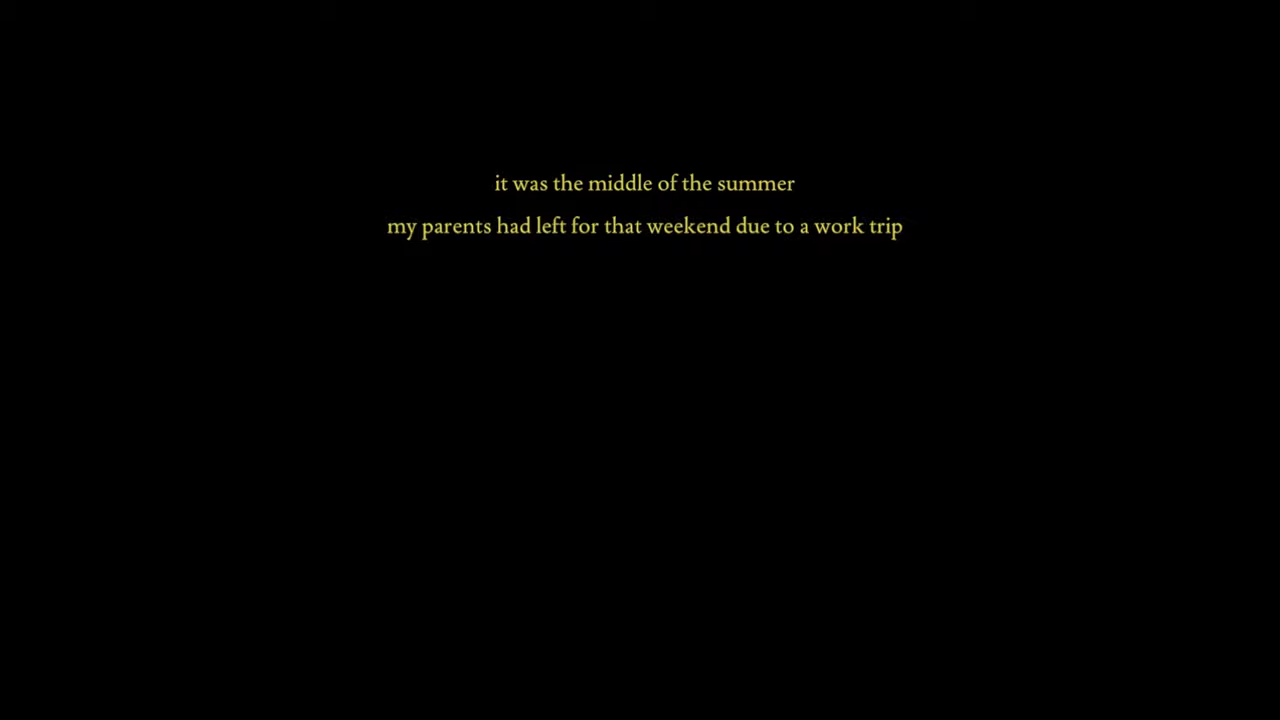 it was the middle of the summer
my parents had left for that weekend due to a work trip